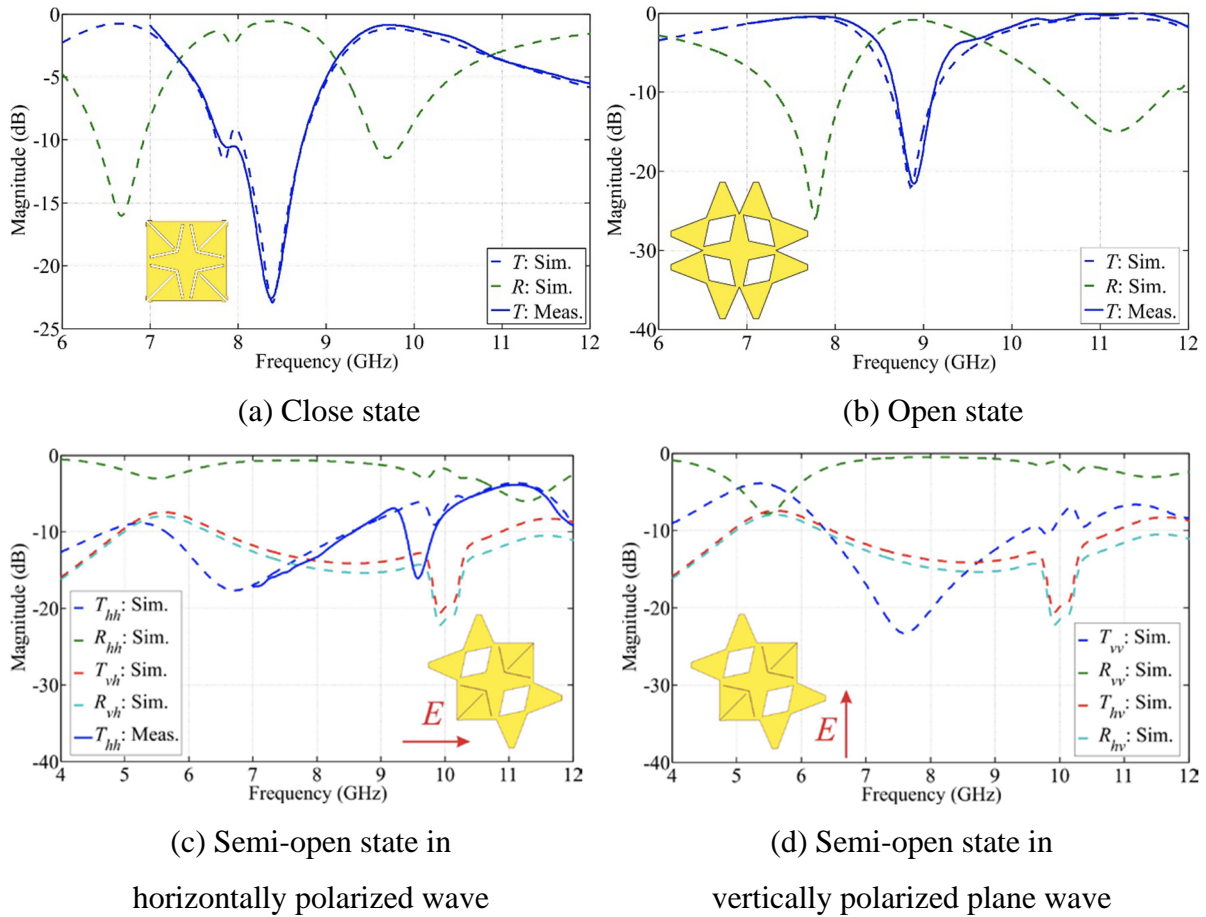 0
-5
-10
-15
-20
-25
Magnitude (dB)
6 7 8 9 10 11 12
Frequency (GHz)
T: Sim.
R: Sim.
T: Meas.
(a) Close state
0
-10
-20
-30
-40
Magnitude (dB)
6 7 8 9 10 11 12
Frequency (GHz)
T: Sim.
R: Sim.
T: Meas.
(b) Open state
0
-10
-20
-30
-40
Magnitude (dB)
4 5 6 7 8 9 10 11 12
Frequency (GHz)
Thh: Sim.
Rhh: Sim.
Tvh: Sim.
Rvh: Sim.
Thh: Meas.
E
(c) Semi-open state in
horizontally polarized wave
0
-10
-20
-30
-40
Magnitude (dB)
4 5 6 7 8 9 10 11 12
Frequency (GHz)
Tvv: Sim.
Rvv: Sim.
Thv: Sim.
Rhv: Sim.
E
(d) Semi-open state in
vertically polarized plane wave